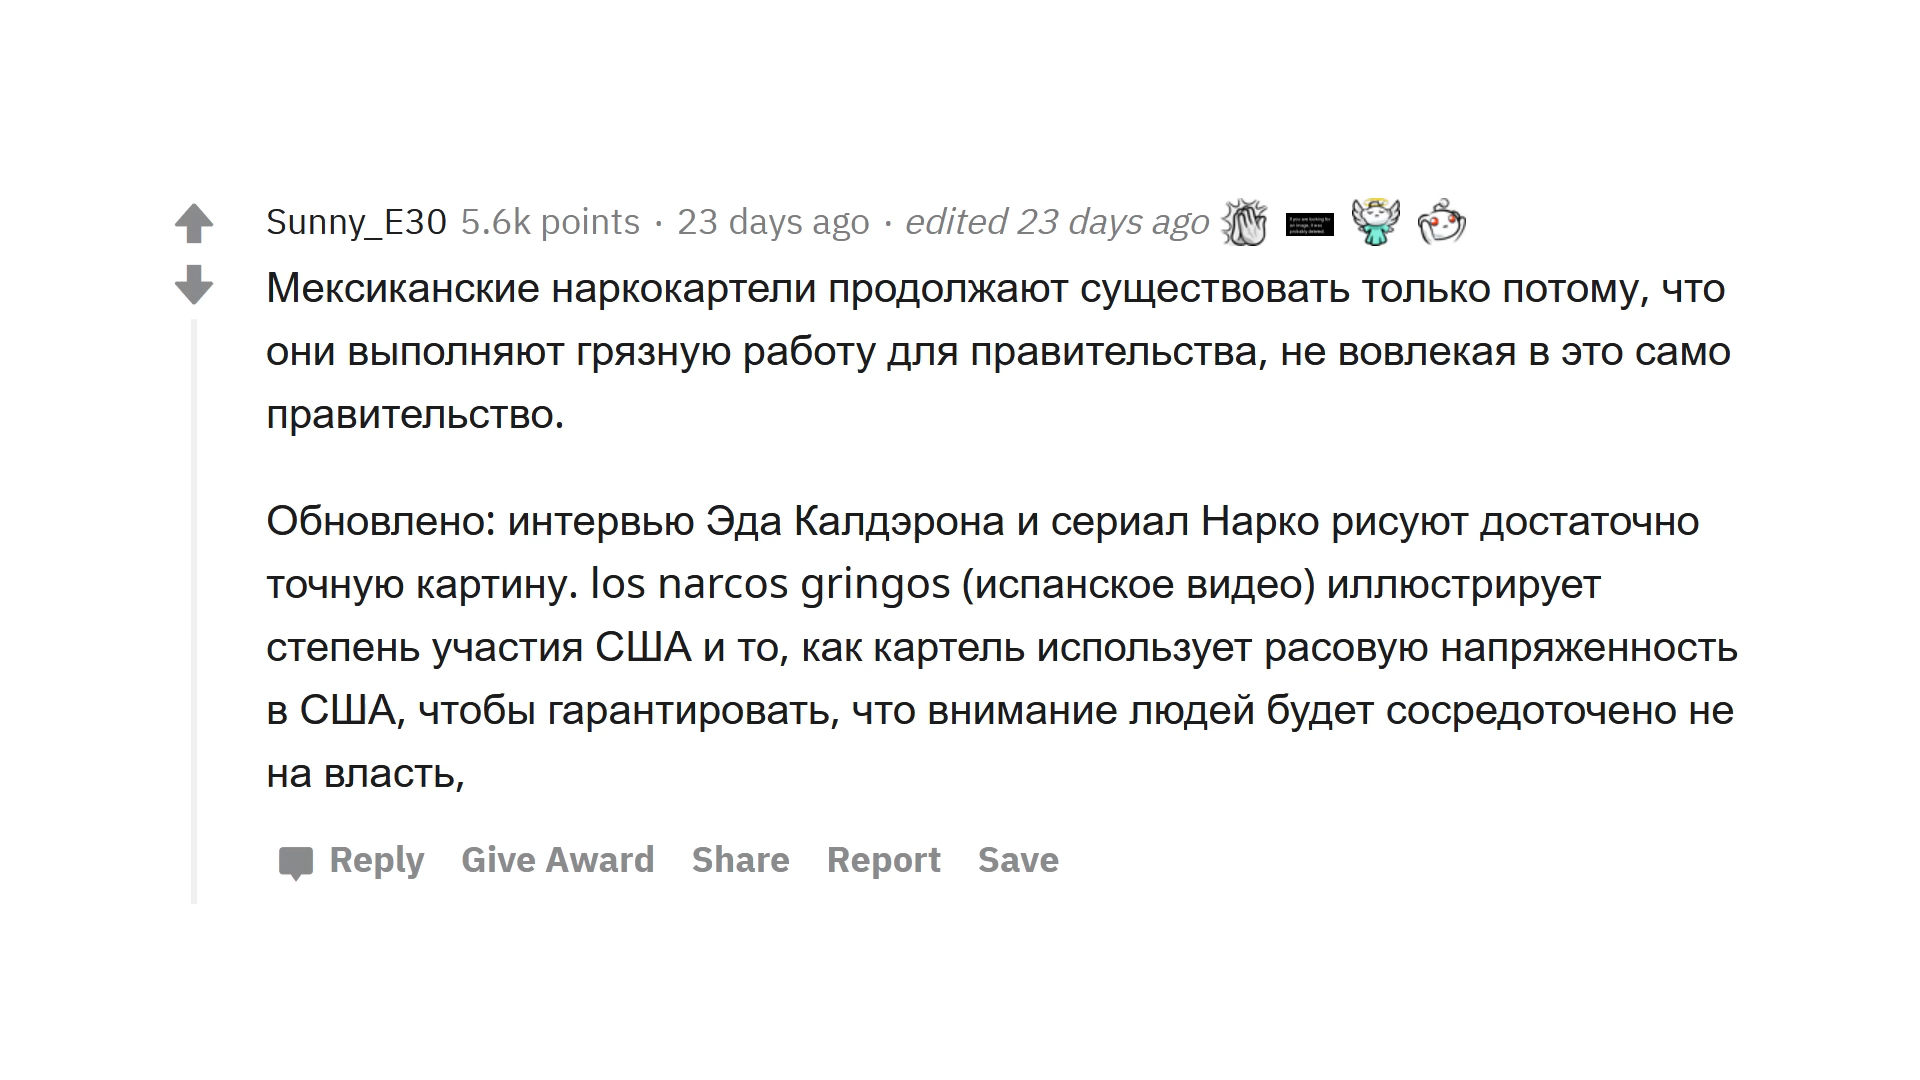 Sunny_E30 5.6k points · 23 days ago · edited 23 days ago
Мексиканские наркокартели продолжают существовать только потому, что
они выполняют грязную работу для правительства, не вовлекая в это само
правительство.
Обновлено: интервью Эда Калдэрона и сериал Нарко рисуют достаточно
точную картину. los narcos gringos (испанское видео) иллюстрирует
степень участия США и то, как картель использует расовую напряженность
в США, чтобы гарантировать, что внимание людей будет сосредоточено не
на власть,
Reply Give Award Share Report Save